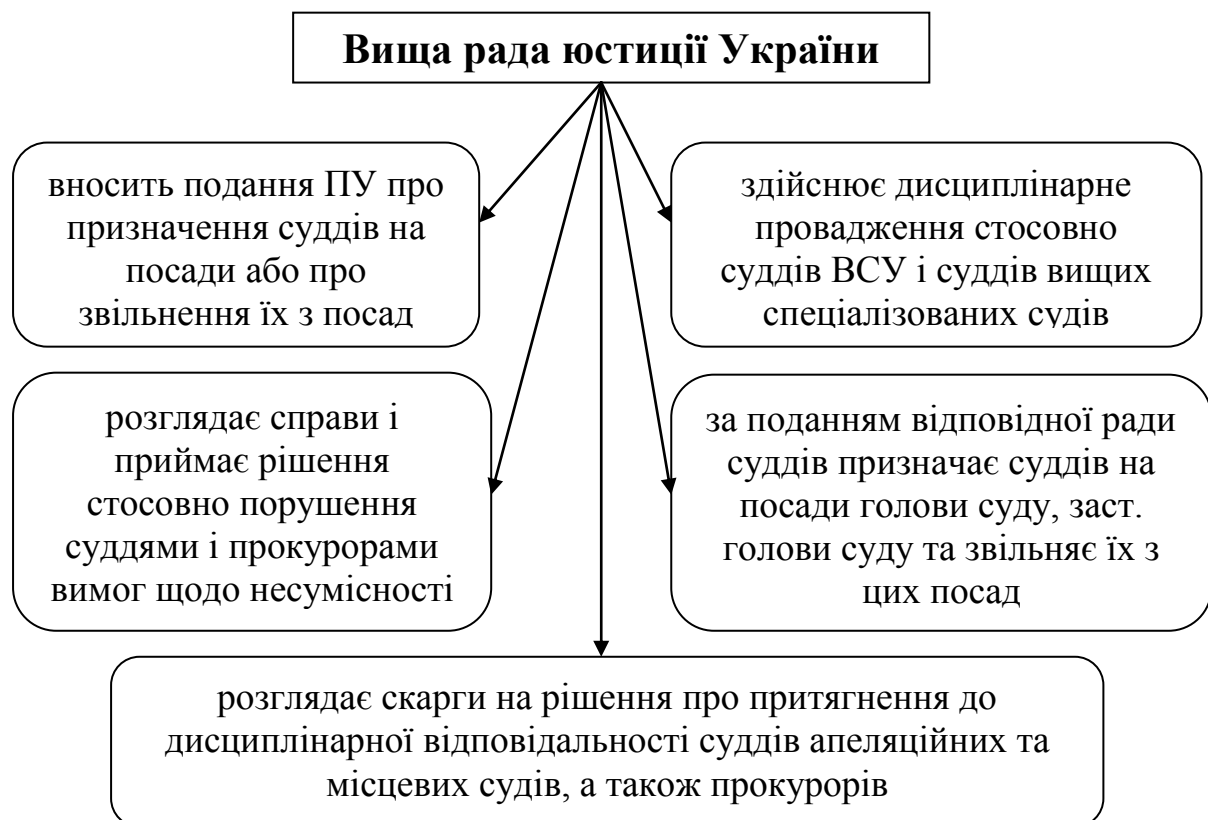 Вища рада юстиції України
вносить подання ПУ про
призначення суддів на
посади або про
звільнення їх з посад
здійснює дисциплінарне
провадження стосовно
суддів ВСУ і суддів вищих
спеціалізованих судів
розглядає справи і
приймає рішення
стосовно порушення
суддями і прокурорами
вимог щодо несумісності
за поданням відповідної ради
суддів призначає суддів на
посади голови суду, заст.
голови суду та звільняє їх з
цих посад
розглядає скарги на рішення про притягнення до
дисциплінарної відповідальності суддів апеляційних та
місцевих судів, а також прокурорів